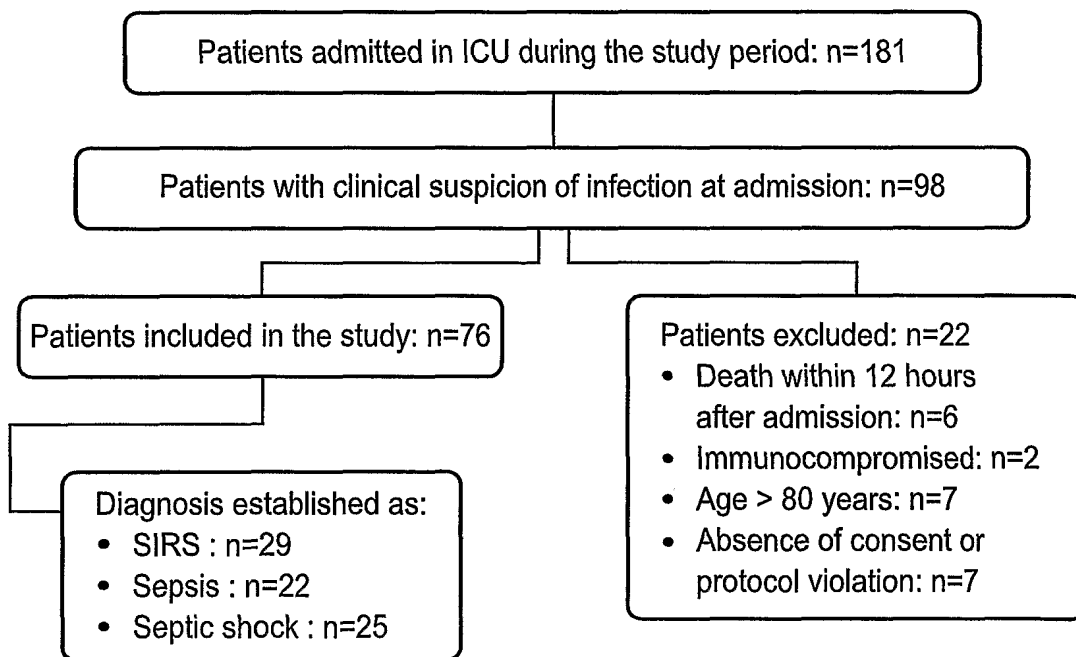 Patients admitted in ICU during the study period: n=181
Patients with clinical suspicion of infection at admission: n=98
Patients included in the study: n=76
Diagnosis established as:
• SIRS : n=29
• Sepsis : n=22
• Septic shock : n=25
Patients excluded: n=22
• Death within 12 hours
after admission: n=6
• Immunocompromised: n=2
• Age > 80 years: n=7
• Absence of consent or
protocol violation: n=7